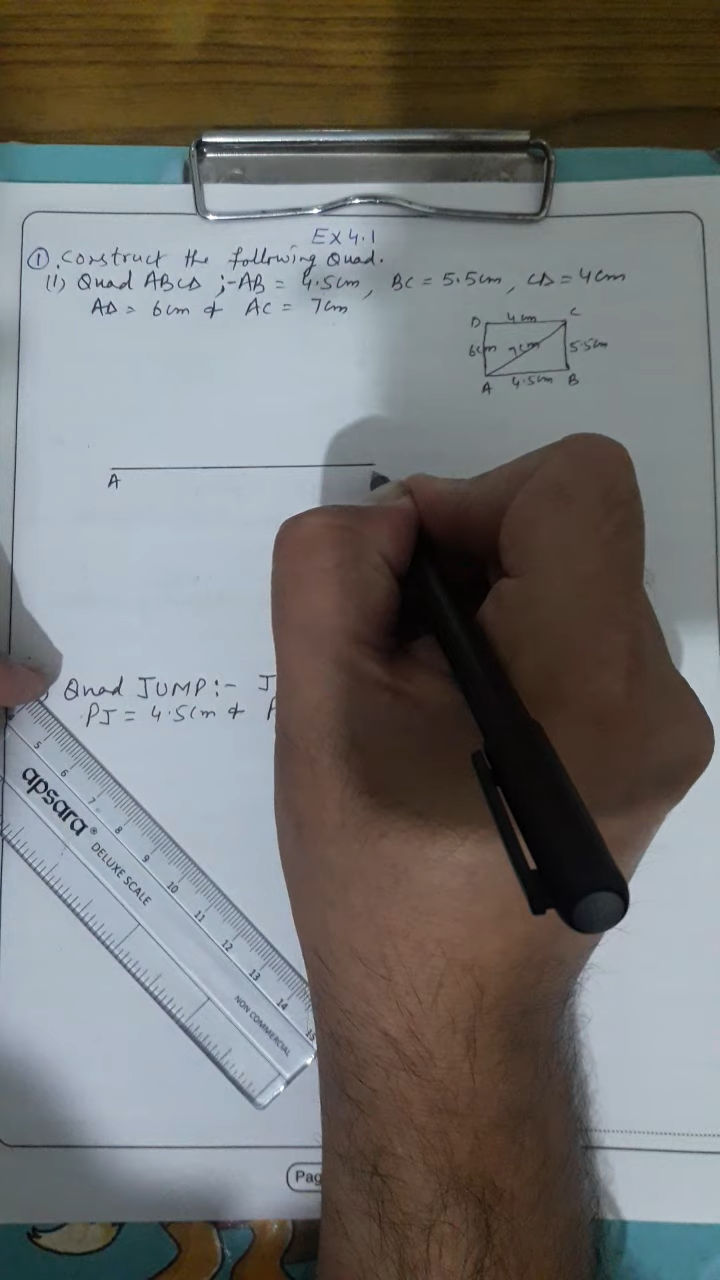 Ex 4.1
① Construct the following Quad.
(i) Quad ABCD ;- AB = 4.5cm, BC = 5.5cm, CD = 4cm
AD = 6cm & AC = 7cm
D 4cm C
6cm 7cm 5.5cm
A 4.5cm B
A
Quad JUMP:- J
PJ = 4.5cm &
5 6 7 8 9 10 11 12 13 14 15
apsara®
DELUXE SCALE
NON COMMERCIAL
Pag